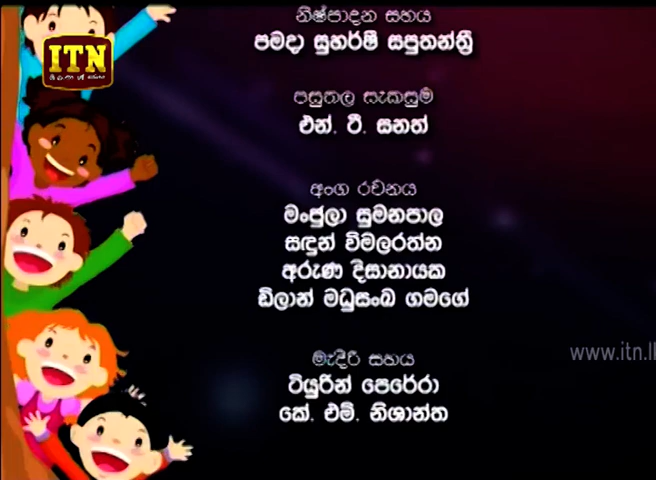 නිෂ්පාදන සහය
පමදා සුහර්ෂි සපුතන්ත්‍රී
ITN
පසුතල සැකසුම
එන්. ටී. සනත්
අංග රචනය
මංජුලා සුමනපාල
සඳුන් විමලරත්න
අරුණ දිසානායක
ඩිලාන් මධුසංඛ ගමගේ
www.itn.lk
මැදිරි සහය
ටියුරින් පෙරේරා
කේ. එම්. නිශාන්ත